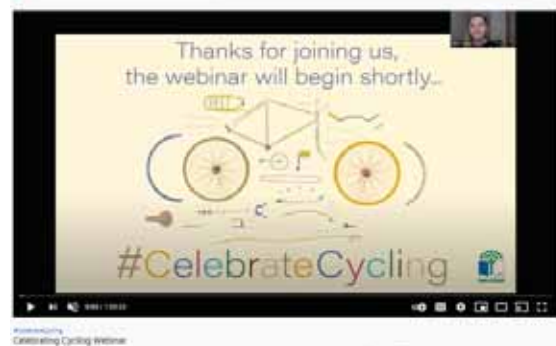 Thanks for joining us,
the webinar will begin shortly...
#CelebrateCycling
Celebrating Cycling Webinar